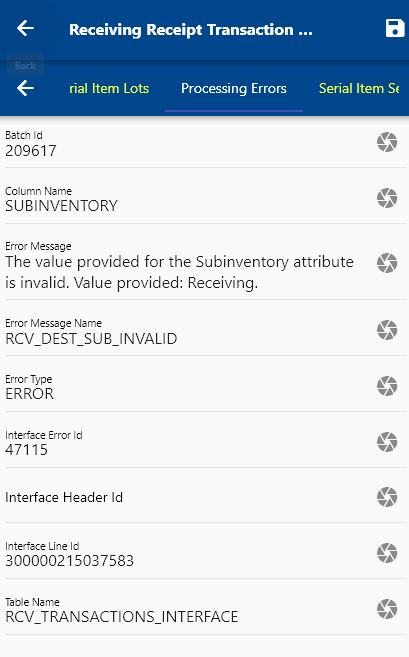 Receiving Receipt Transaction ...
Back
rial Item Lots
Processing Errors
Serial Item Se
Batch Id
209617
Column Name
SUBINVENTORY
Error Message
The value provided for the Subinventory attribute
is invalid. Value provided: Receiving.
Error Message Name
RCV_DEST_SUB_INVALID
Error Type
ERROR
Interface Error Id
47115
Interface Header Id
Interface Line Id
300000215037583
Table Name
RCV_TRANSACTIONS_INTERFACE